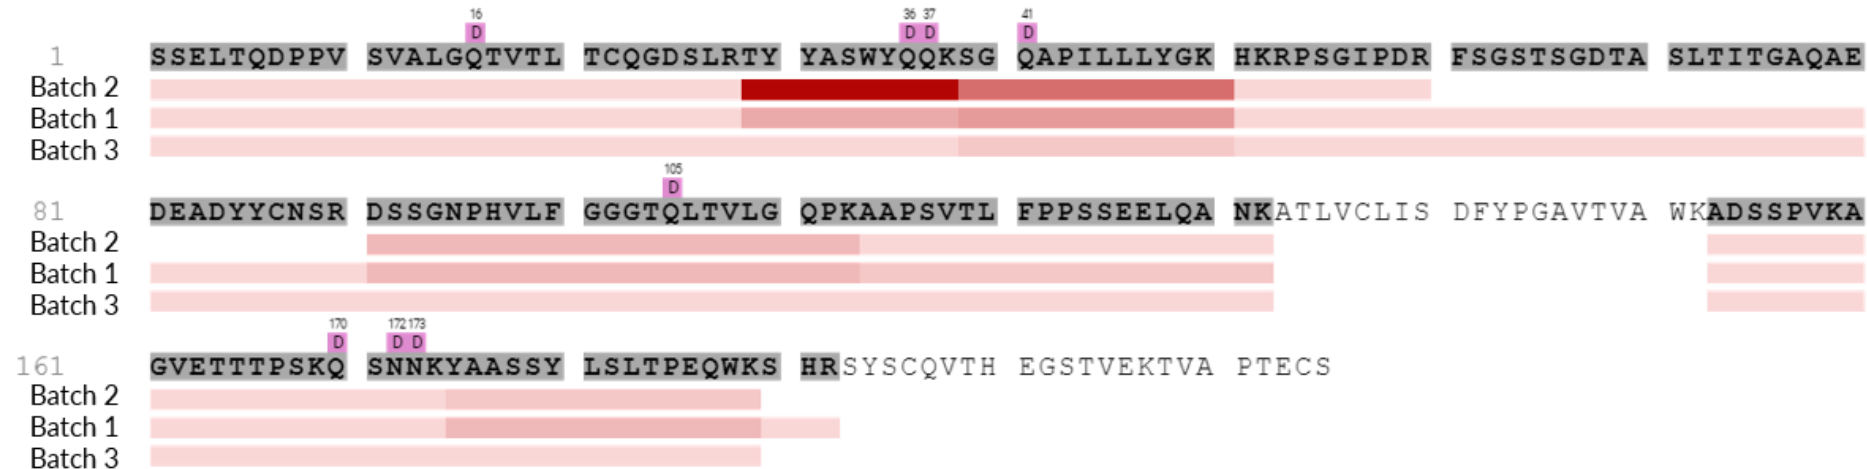 16 36 37 41
D D D D
1 SSELTQDPPV SVALGQTVTL TCQGDSLRTY YASWYQQKSG QAPILLLYGK HKRPSGIPDR FSGSTSGDTA SLTITGAQAE
Batch 2
Batch 1
Batch 3
105
D
81 DEADYYCNSR DSSGNPHVLF GGGTQLTVLG QPKAAPSVTL FPPSSEELQA NKATLVCLIS DFYPGAVTVA WKADSSPVKA
Batch 2
Batch 1
Batch 3
170 172 173
D D D
161 GVETTTPSKQ SNNKYAASSY LSLTPEQWKS HRSYSCQVTH EGSTVEKTVA PTECS
Batch 2
Batch 1
Batch 3